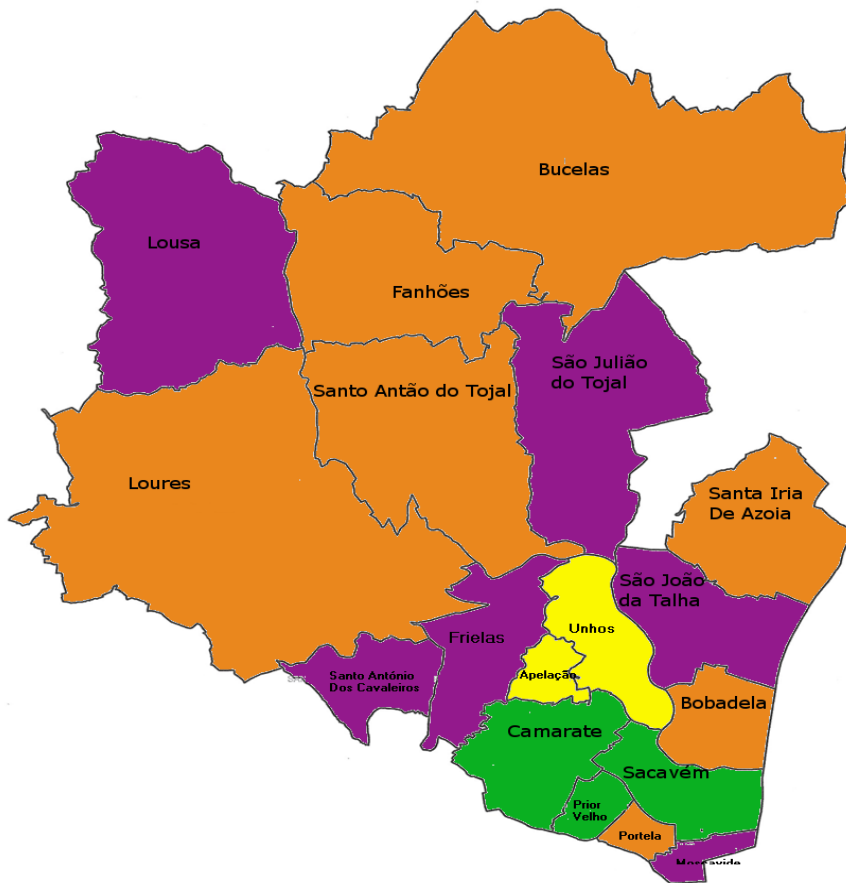 Bucelas
Lousa
Fanhões
São Julião
do Tojal
Santo Antão do Tojal
Loures
Santa Iria
De Azoia
São João
da Talha
Unhos
Frielas
Santo António
Dos Cavaleiros
Apelação
Bobadela
Camarate
Sacavém
Prior
Velho
Portela
Moscavide